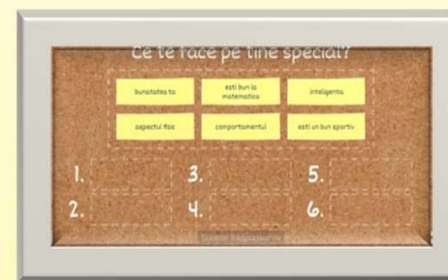 Ce te face pe tine special?
bunatatea ta
esti bun la
matematica
inteligenta
aspectul fizic
comportamentul
esti un bun sportiv
1.
3.
5.
2.
4.
6.